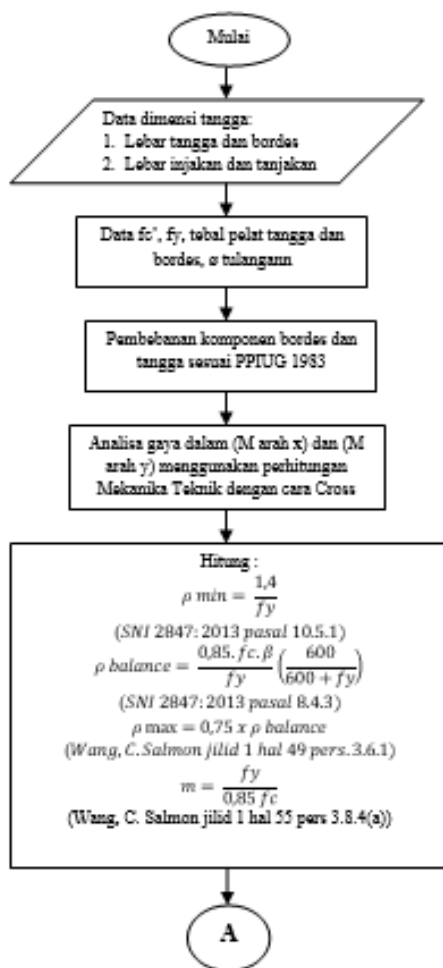 Mulai
Data dimensi tangga:
1. Lebar tangga dan bordes
2. Lebar injakan dan tanjakan
Data fc', fy, tebal pelat tangga dan
bordes, ø tulangann
Pembebanan komponen bordes dan
tangga sesuai PPIUG 1983
Analisa gaya dalam (M arah x) dan (M
arah y) menggunakan perhitungan
Mekanika Teknik dengan cara Cross
Hitung :
ρ min = 1,4 / fy
(SNI 2847: 2013 pasal 10.5.1)
ρ balance = 0,85. fc. β / fy (600 / 600 + fy)
(SNI 2847: 2013 pasal 8.4.3)
ρ max = 0,75 x ρ balance
(Wang, C. Salmon jilid 1 hal 49 pers. 3.6.1)
m = fy / 0,85 fc
(Wang, C. Salmon jilid 1 hal 55 pers 3.8.4(a))
A